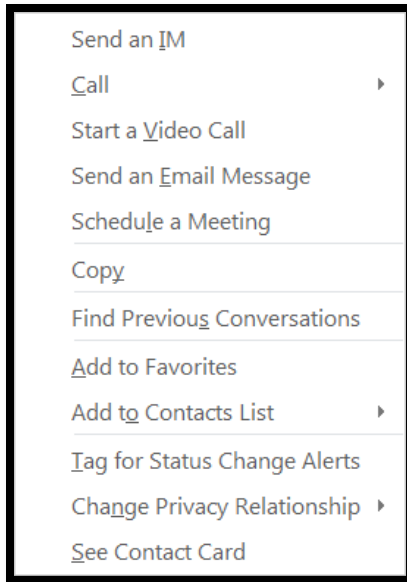 Send an IM
Call
Start a Video Call
Send an Email Message
Schedule a Meeting
Copy
Find Previous Conversations
Add to Favorites
Add to Contacts List
Tag for Status Change Alerts
Change Privacy Relationship
See Contact Card